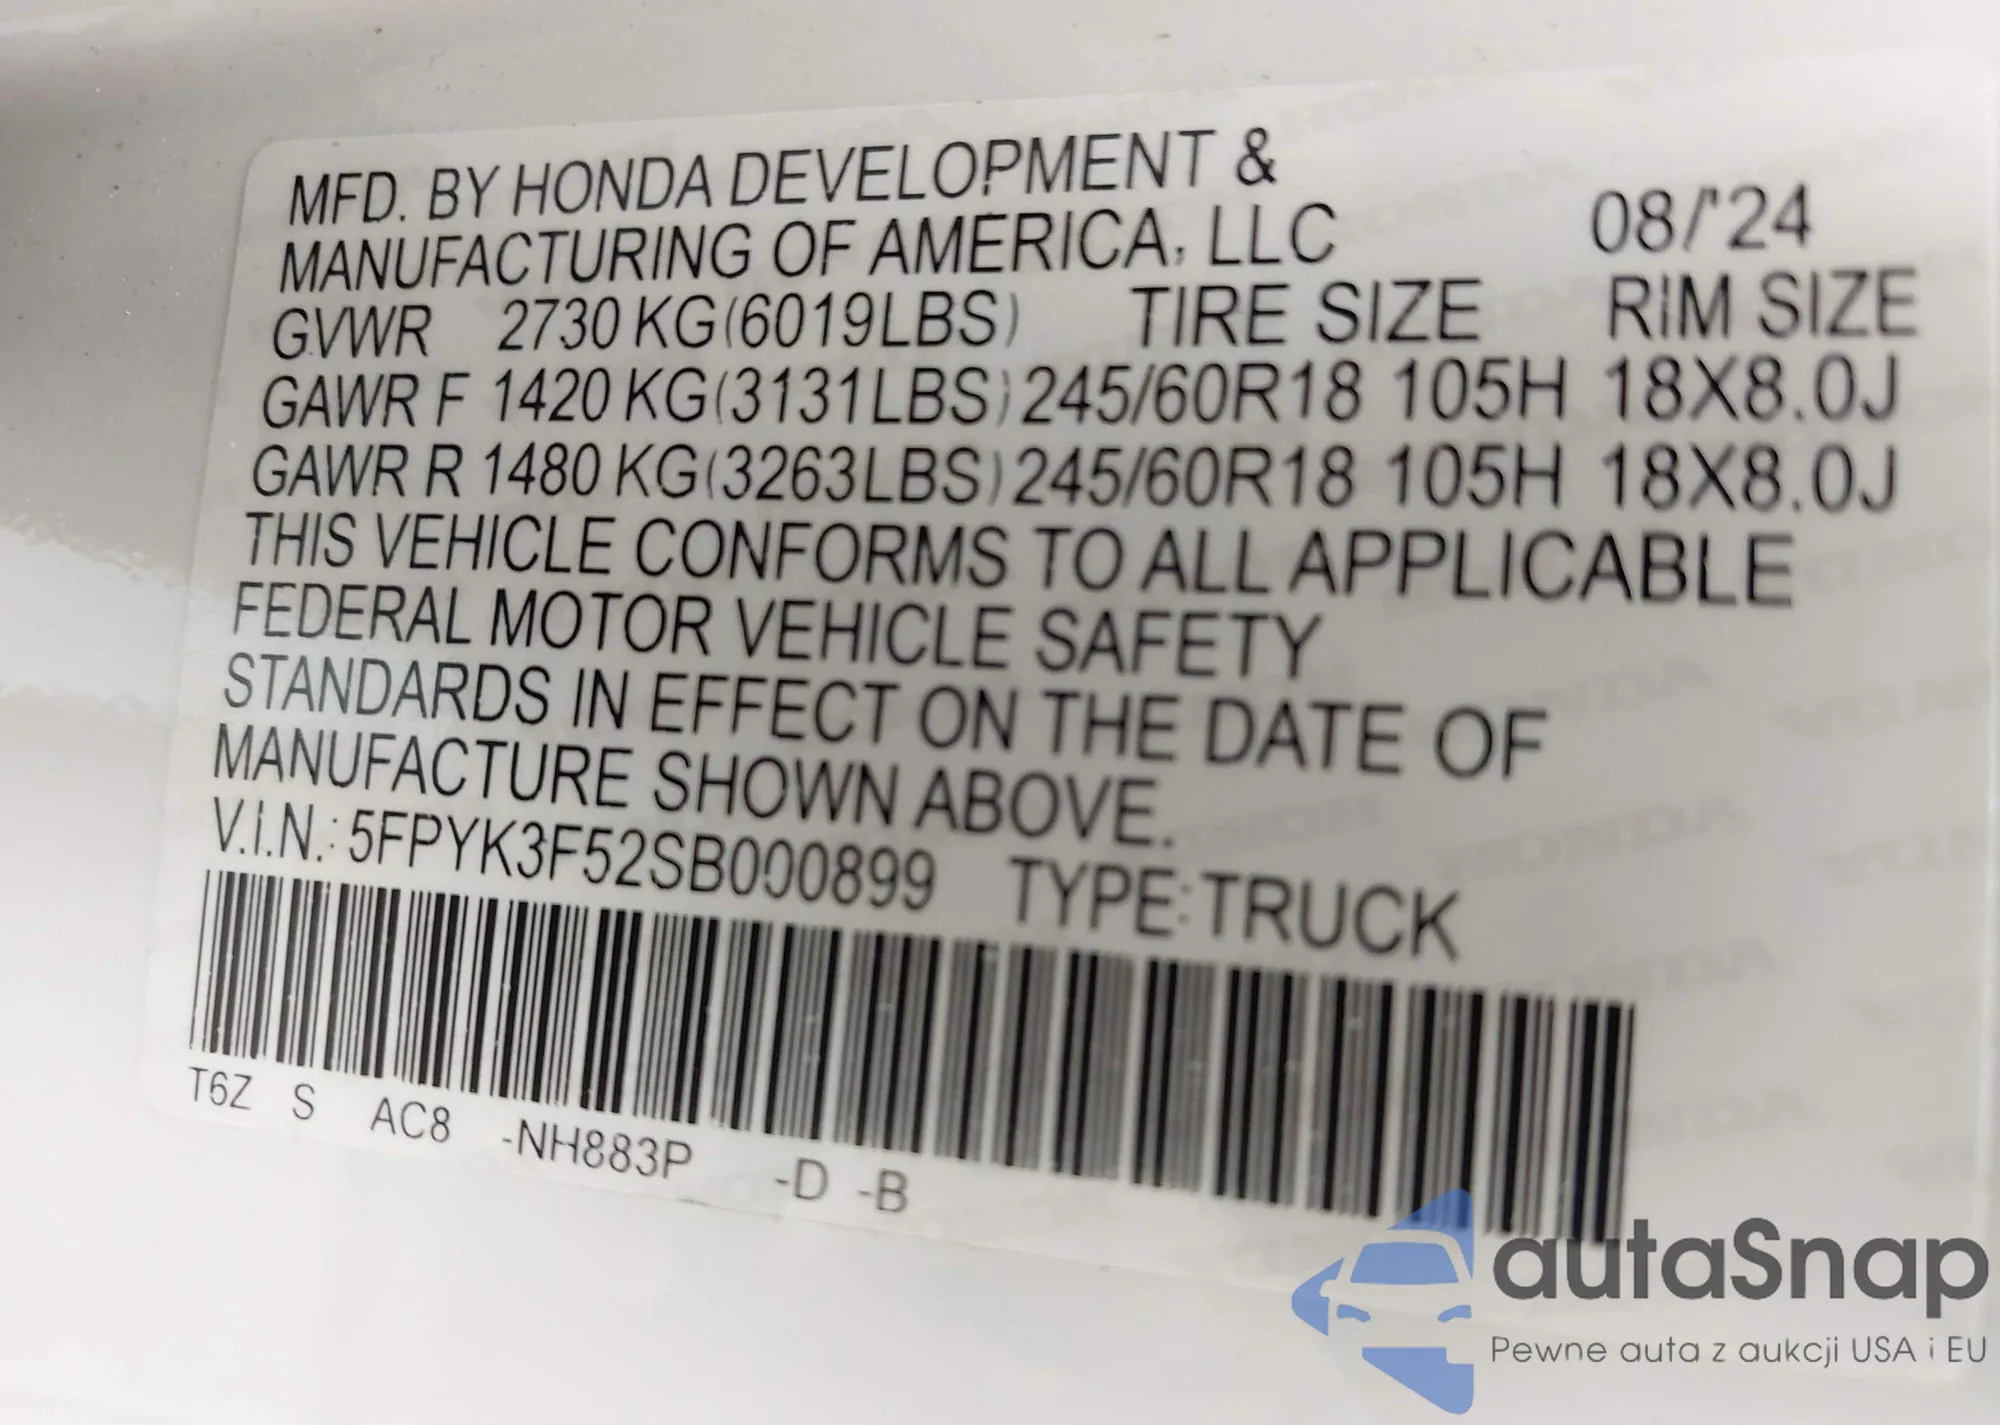 MFD. BY HONDA DEVELOPMENT &
MANUFACTURING OF AMERICA, LLC 08/'24
GVWR 2730 KG(6019LBS) TIRE SIZE RIM SIZE
GAWR F 1420 KG(3131LBS) 245/60R18 105H 18X8.0J
GAWR R 1480 KG(3263LBS) 245/60R18 105H 18X8.0J
THIS VEHICLE CONFORMS TO ALL APPLICABLE
FEDERAL MOTOR VEHICLE SAFETY
STANDARDS IN EFFECT ON THE DATE OF
MANUFACTURE SHOWN ABOVE.
V.I.N.: 5FPYK3F52SB000899 TYPE:TRUCK
T6Z S AC8 -NH883P -D -B
autaSnap
Pewne auta z aukcji USA i EU